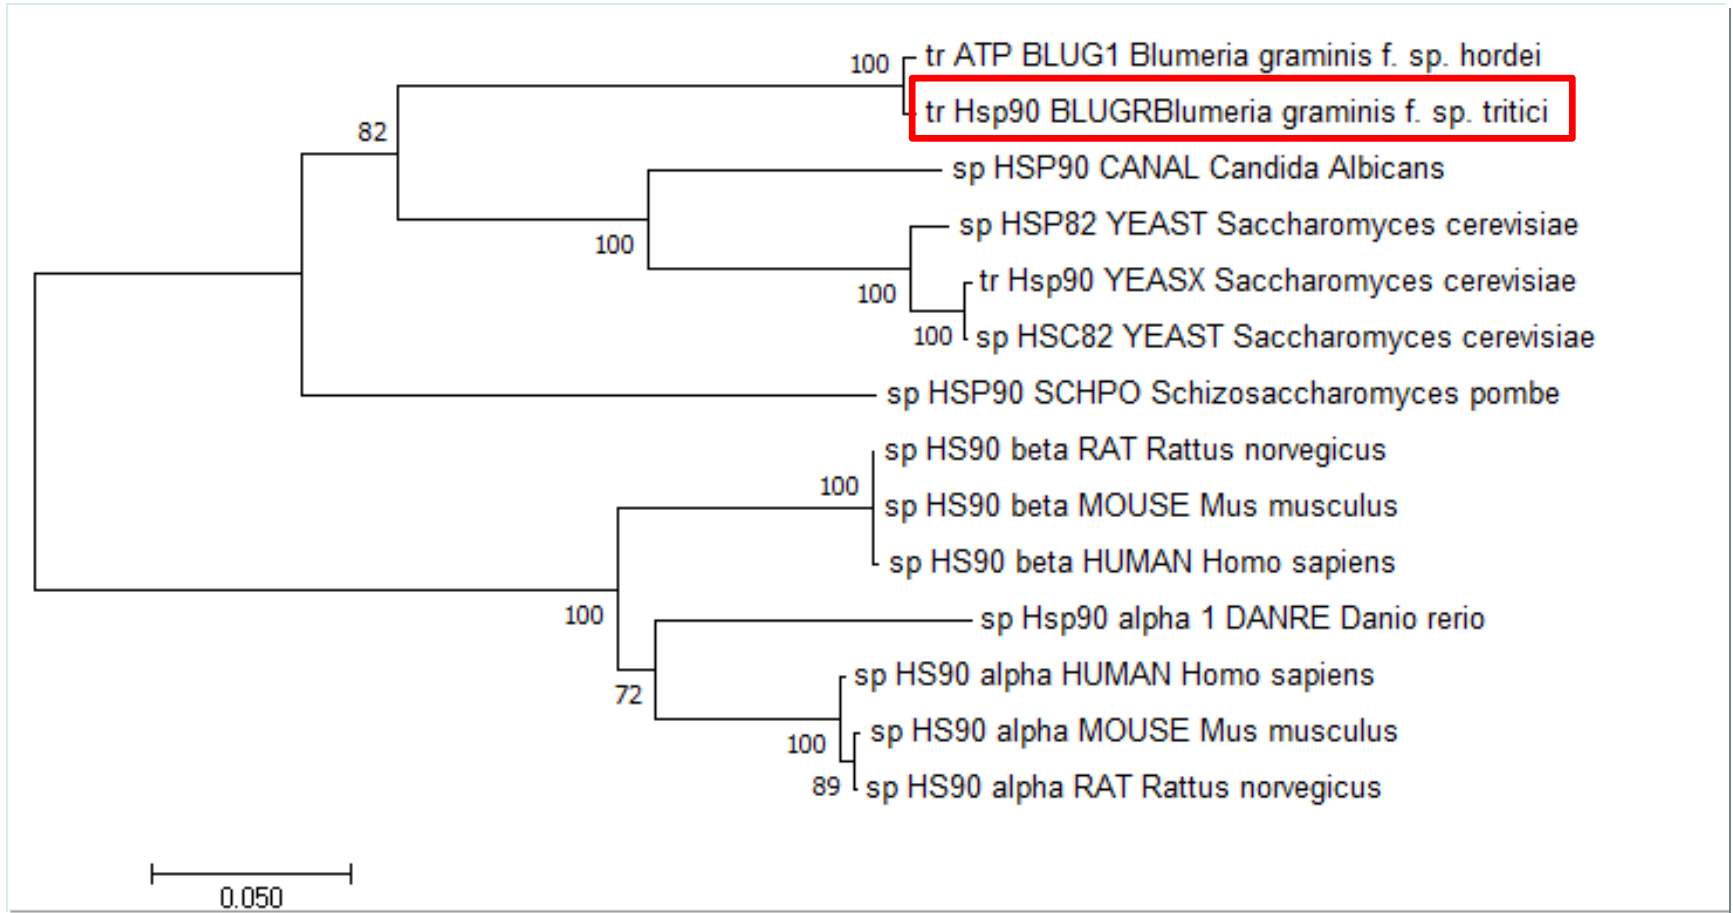 100
tr ATP BLUG1 Blumeria graminis f. sp. hordei
tr Hsp90 BLUGRBlumeria graminis f. sp. tritici
82
sp HSP90 CANAL Candida Albicans
sp HSP82 YEAST Saccharomyces cerevisiae
100
tr Hsp90 YEASX Saccharomyces cerevisiae
100
100
sp HSC82 YEAST Saccharomyces cerevisiae
sp HSP90 SCHPO Schizosaccharomyces pombe
sp HS90 beta RAT Rattus norvegicus
100
sp HS90 beta MOUSE Mus musculus
sp HS90 beta HUMAN Homo sapiens
100
sp Hsp90 alpha 1 DANRE Danio rerio
sp HS90 alpha HUMAN Homo sapiens
72
sp HS90 alpha MOUSE Mus musculus
100
89
sp HS90 alpha RAT Rattus norvegicus
0.050